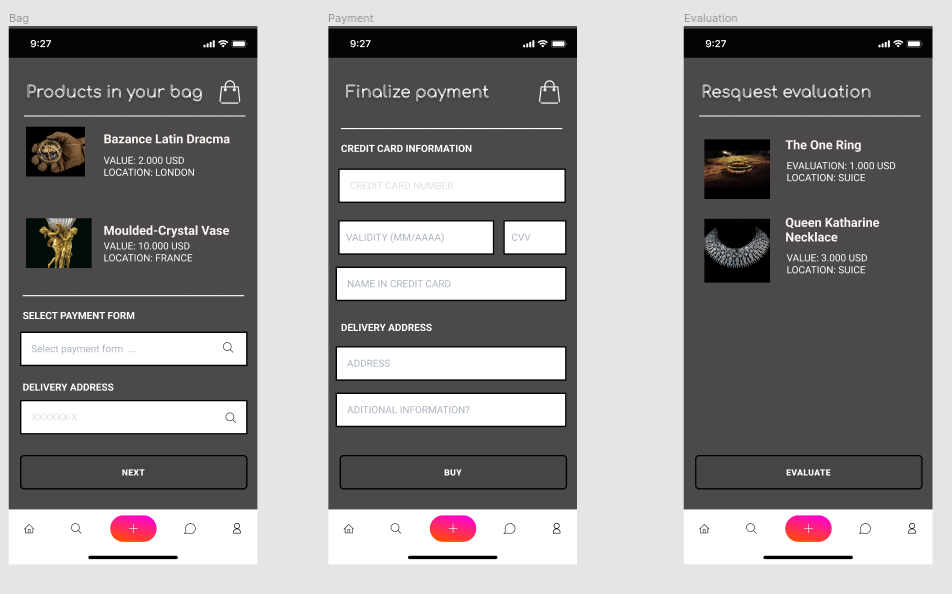 Bag
9:27
Products in your bag
Bazance Latin Dracma
VALUE: 2.000 USD
LOCATION: LONDON
Moulded-Crystal Vase
VALUE: 10.000 USD
LOCATION: FRANCE
SELECT PAYMENT FORM
Select payment form ...
DELIVERY ADDRESS
XXXXXX-X
NEXT
Payment
9:27
Finalize payment
CREDIT CARD INFORMATION
CREDIT CARD NUMBER
VALIDITY (MM/AAAA)
CVV
NAME IN CREDIT CARD
DELIVERY ADDRESS
ADDRESS
ADITIONAL INFORMATION?
BUY
Evaluation
9:27
Resquest evaluation
The One Ring
EVALUATION: 1.000 USD
LOCATION: SUICE
Queen Katharine
Necklace
VALUE: 3.000 USD
LOCATION: SUICE
EVALUATE